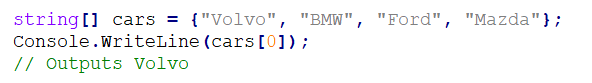 string[] cars = {"Volvo", "BMW", "Ford", "Mazda"};
Console.WriteLine(cars[0]);
// Outputs Volvo